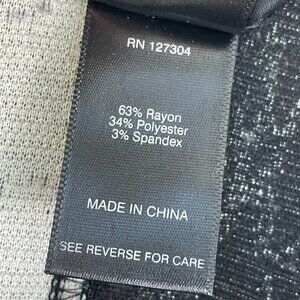 RN 127304
63% Rayon
34% Polyester
3% Spandex
MADE IN CHINA
SEE REVERSE FOR CARE